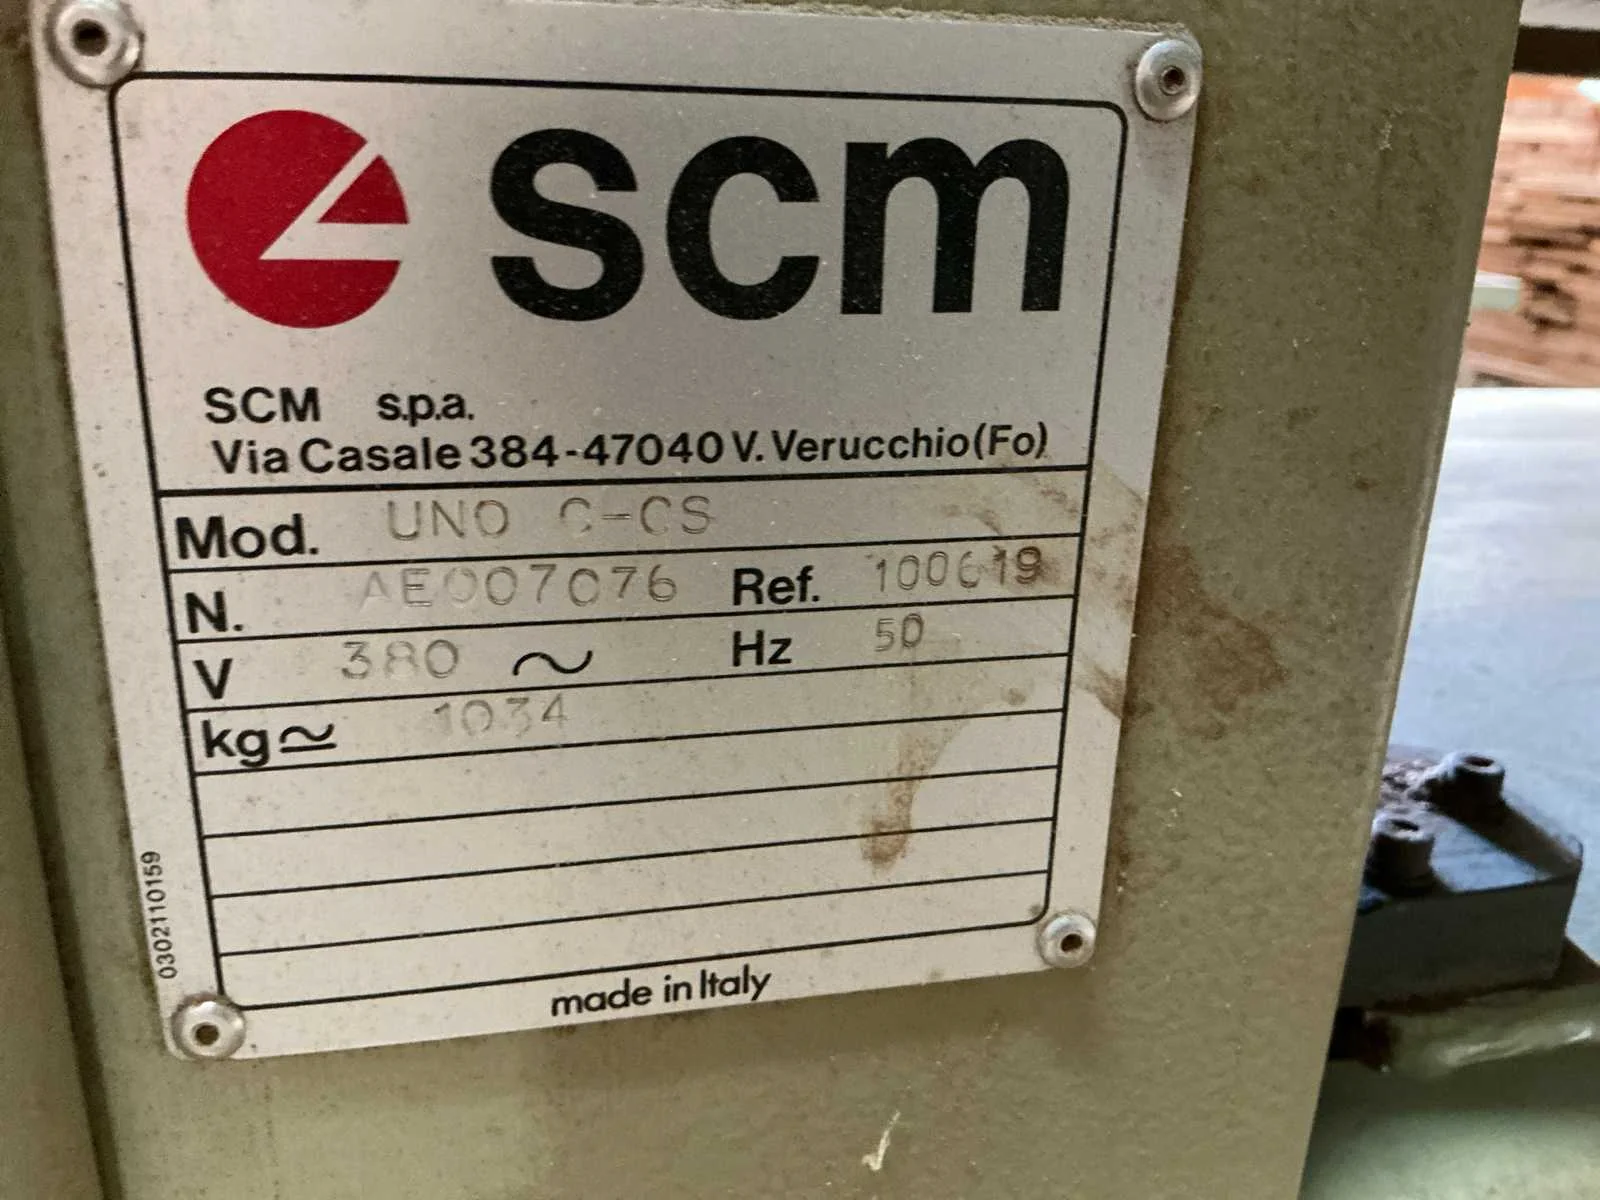 scm
SCM s.p.a.
Via Casale 384-47040 V. Verucchio (Fo)
Mod. UNO C-CS
N. AE007076 Ref. 100619
V 380 ~ Hz 50
kg≃ 1034
made in Italy
0302110159